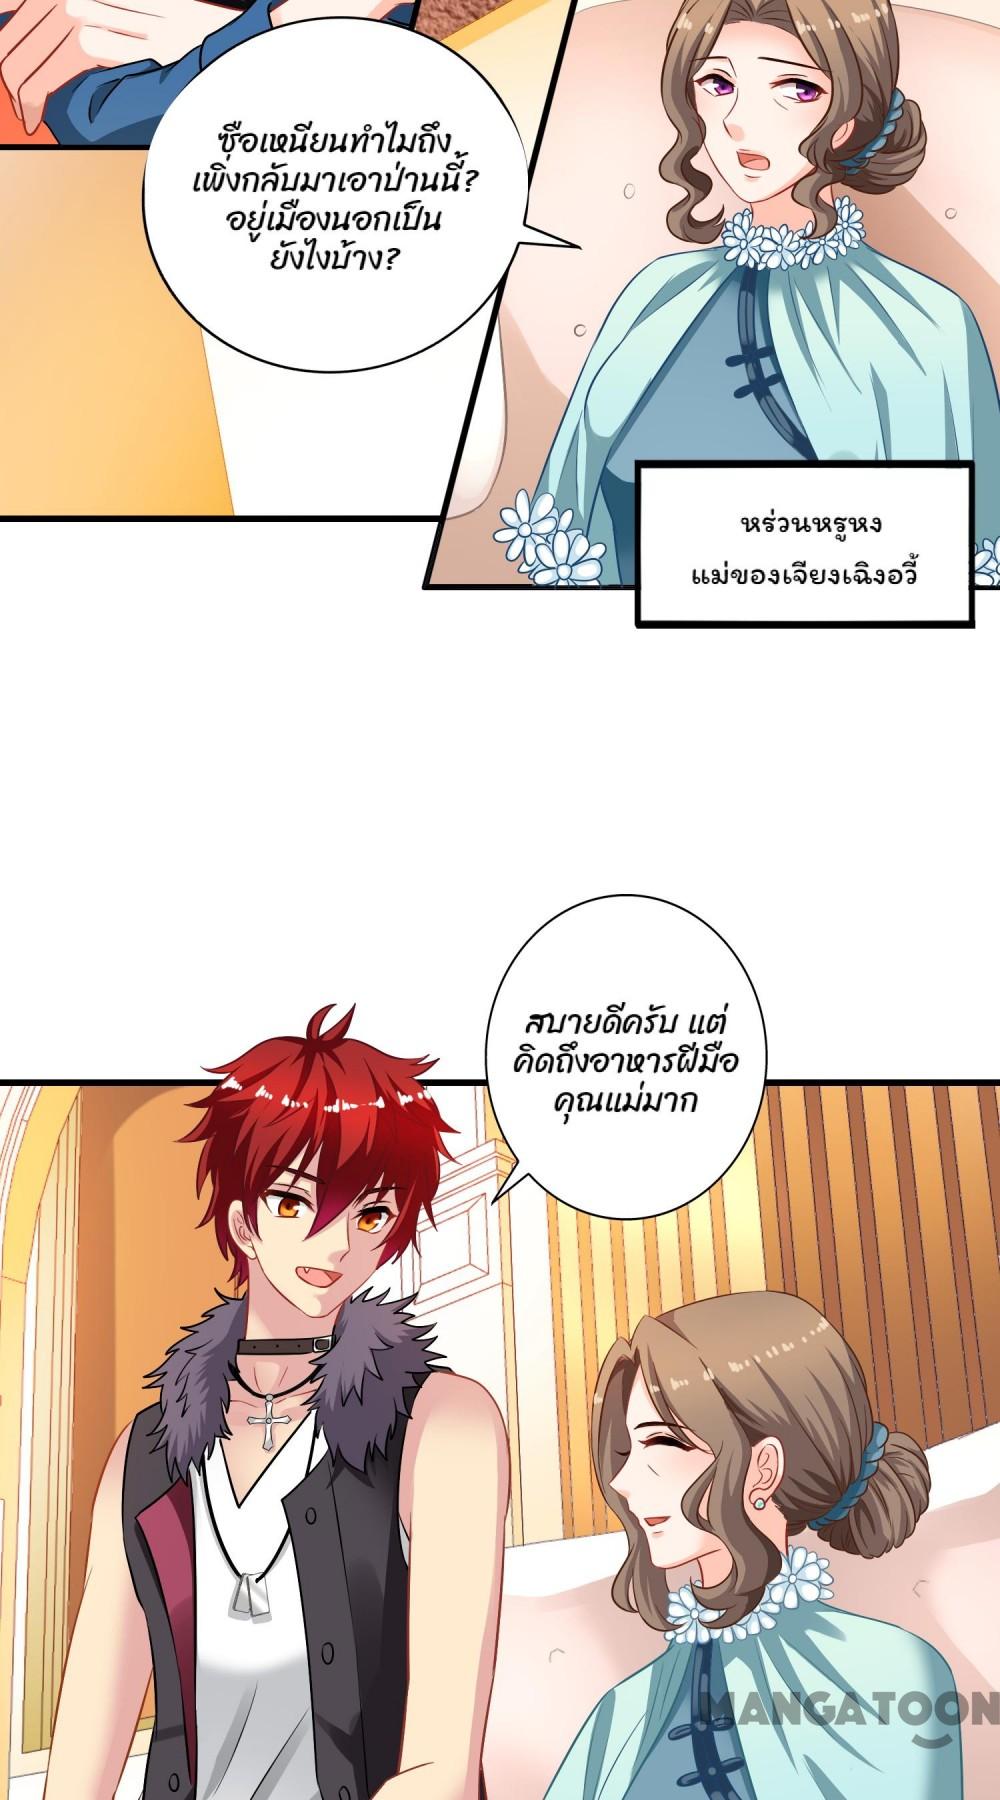 ซือเหนียนทำไมถึง
เพิ่งกลับมาเอาป่านนี้?
อยู่เมืองนอกเป็น
ยังไงบ้าง?
หร่วนหรูหง
แม่ของเจียงเฉิงอวี้
สบายดีครับ แต่
คิดถึงอาหารฝีมือ
คุณแม่มาก
MANGATOON